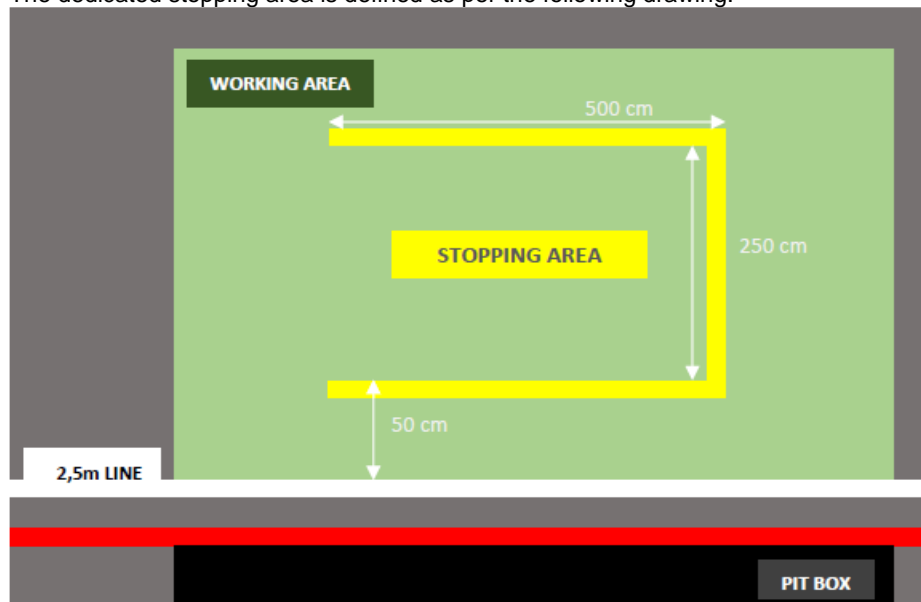 The dedicated stopping area is defined as per the following drawing:
WORKING AREA
500 cm
STOPPING AREA
250 cm
50 cm
2,5m LINE
PIT BOX